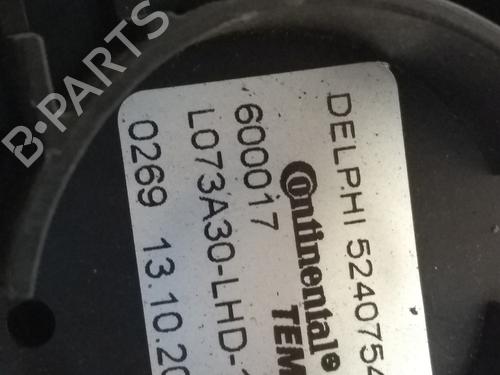 B-PARTS
DELPHI 5240754
Continental®
TEM
600017
L073A30-LHD-
0269 13.10.20